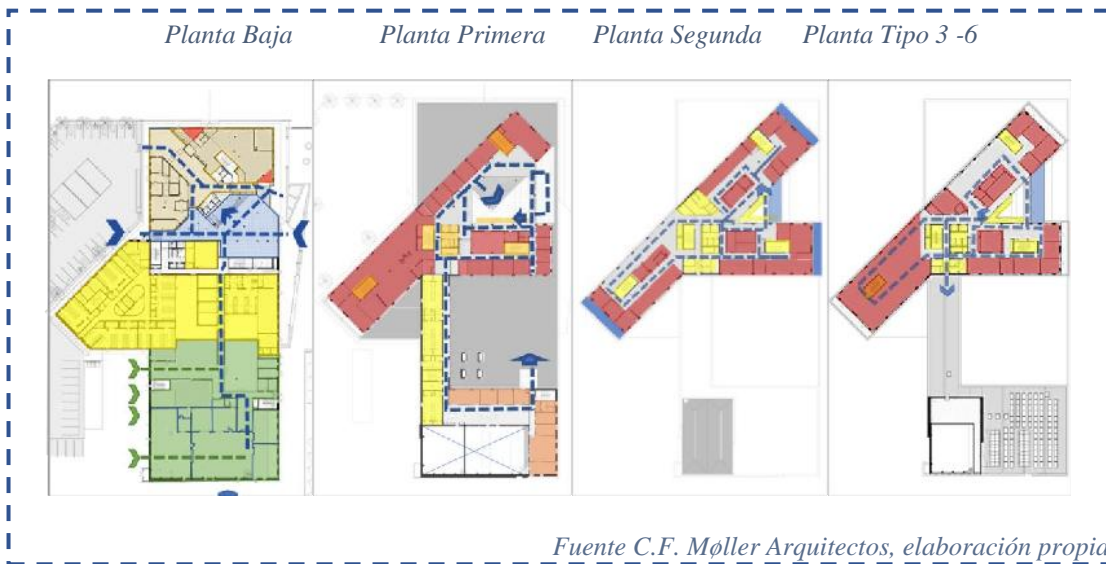 Planta Baja Planta Primera Planta Segunda Planta Tipo 3 -6
Fuente C.F. Møller Arquitectos, elaboración propia